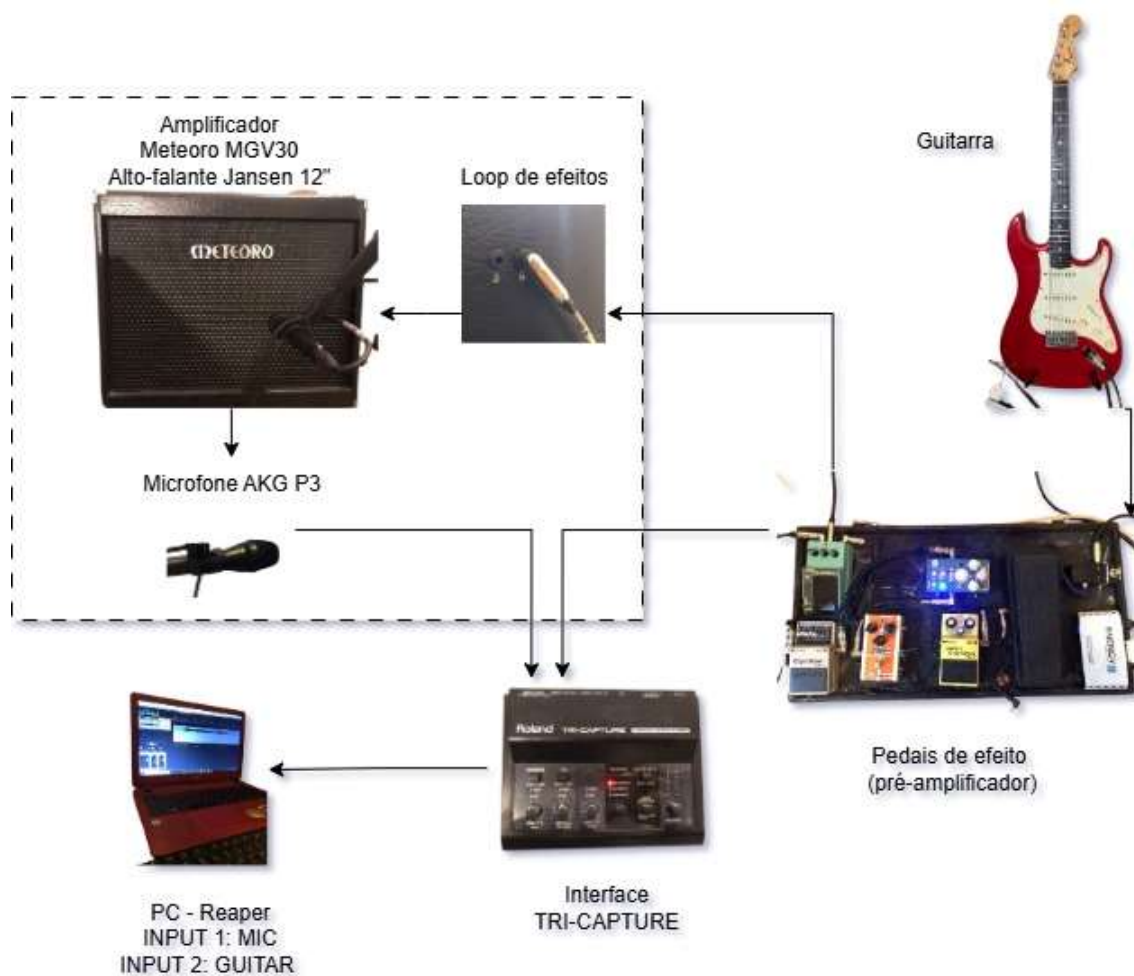 Amplificador
Meteoro MGV30
Alto-falante Jansen 12"
Loop de efeitos
Guitarra
METEORO
Microfone AKG P3
Roland TRI-CAPTURE
ENERGY
Pedais de efeito
(pré-amplificador)
Interface
TRI-CAPTURE
PC - Reaper
INPUT 1: MIC
INPUT 2: GUITAR